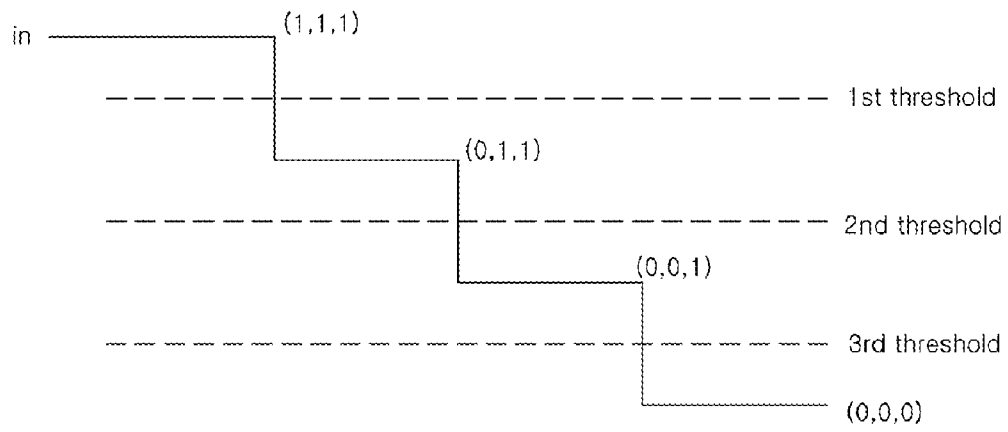 in
(1,1,1)
1st threshold
(0,1,1)
2nd threshold
(0,0,1)
3rd threshold
(0,0,0)